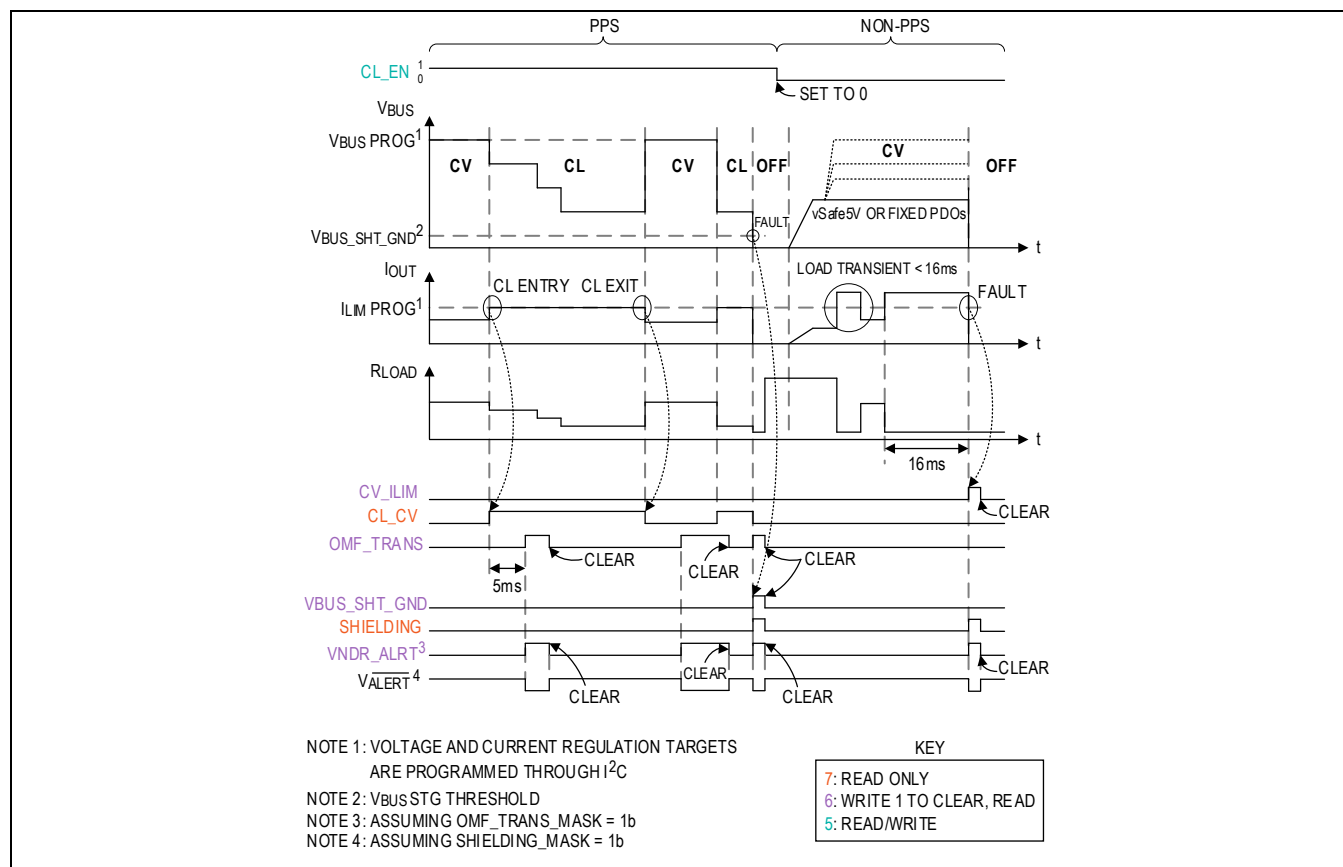 PPS
NON-PPS
CL_EN 1
0
SET TO 0
VBUS
VBUS PROG1
CV
CL
CV
CL
OFF
CV
OFF
FAULT
vSafe5V OR FIXED PDOs
VBUS_SHT_GND2
t
IOUT
CL ENTRY
CL EXIT
LOAD TRANSIENT < 16ms
FAULT
ILIM PROG1
t
RLOAD
t
16ms
CV_ILIM
CLEAR
CL_CV
OMF_TRANS
CLEAR
CLEAR
CLEAR
5ms
VBUS_SHT_GND
SHIELDING
VNDR_ALRT3
CLEAR
CLEAR
VALERT4
CLEAR
CLEAR
NOTE 1: VOLTAGE AND CURRENT REGULATION TARGETS
ARE PROGRAMMED THROUGH I2C
NOTE 2: VBUS STG THRESHOLD
NOTE 3: ASSUMING OMF_TRANS_MASK = 1b
NOTE 4: ASSUMING SHIELDING_MASK = 1b
KEY
7: READ ONLY
6: WRITE 1 TO CLEAR, READ
5: READ/WRITE